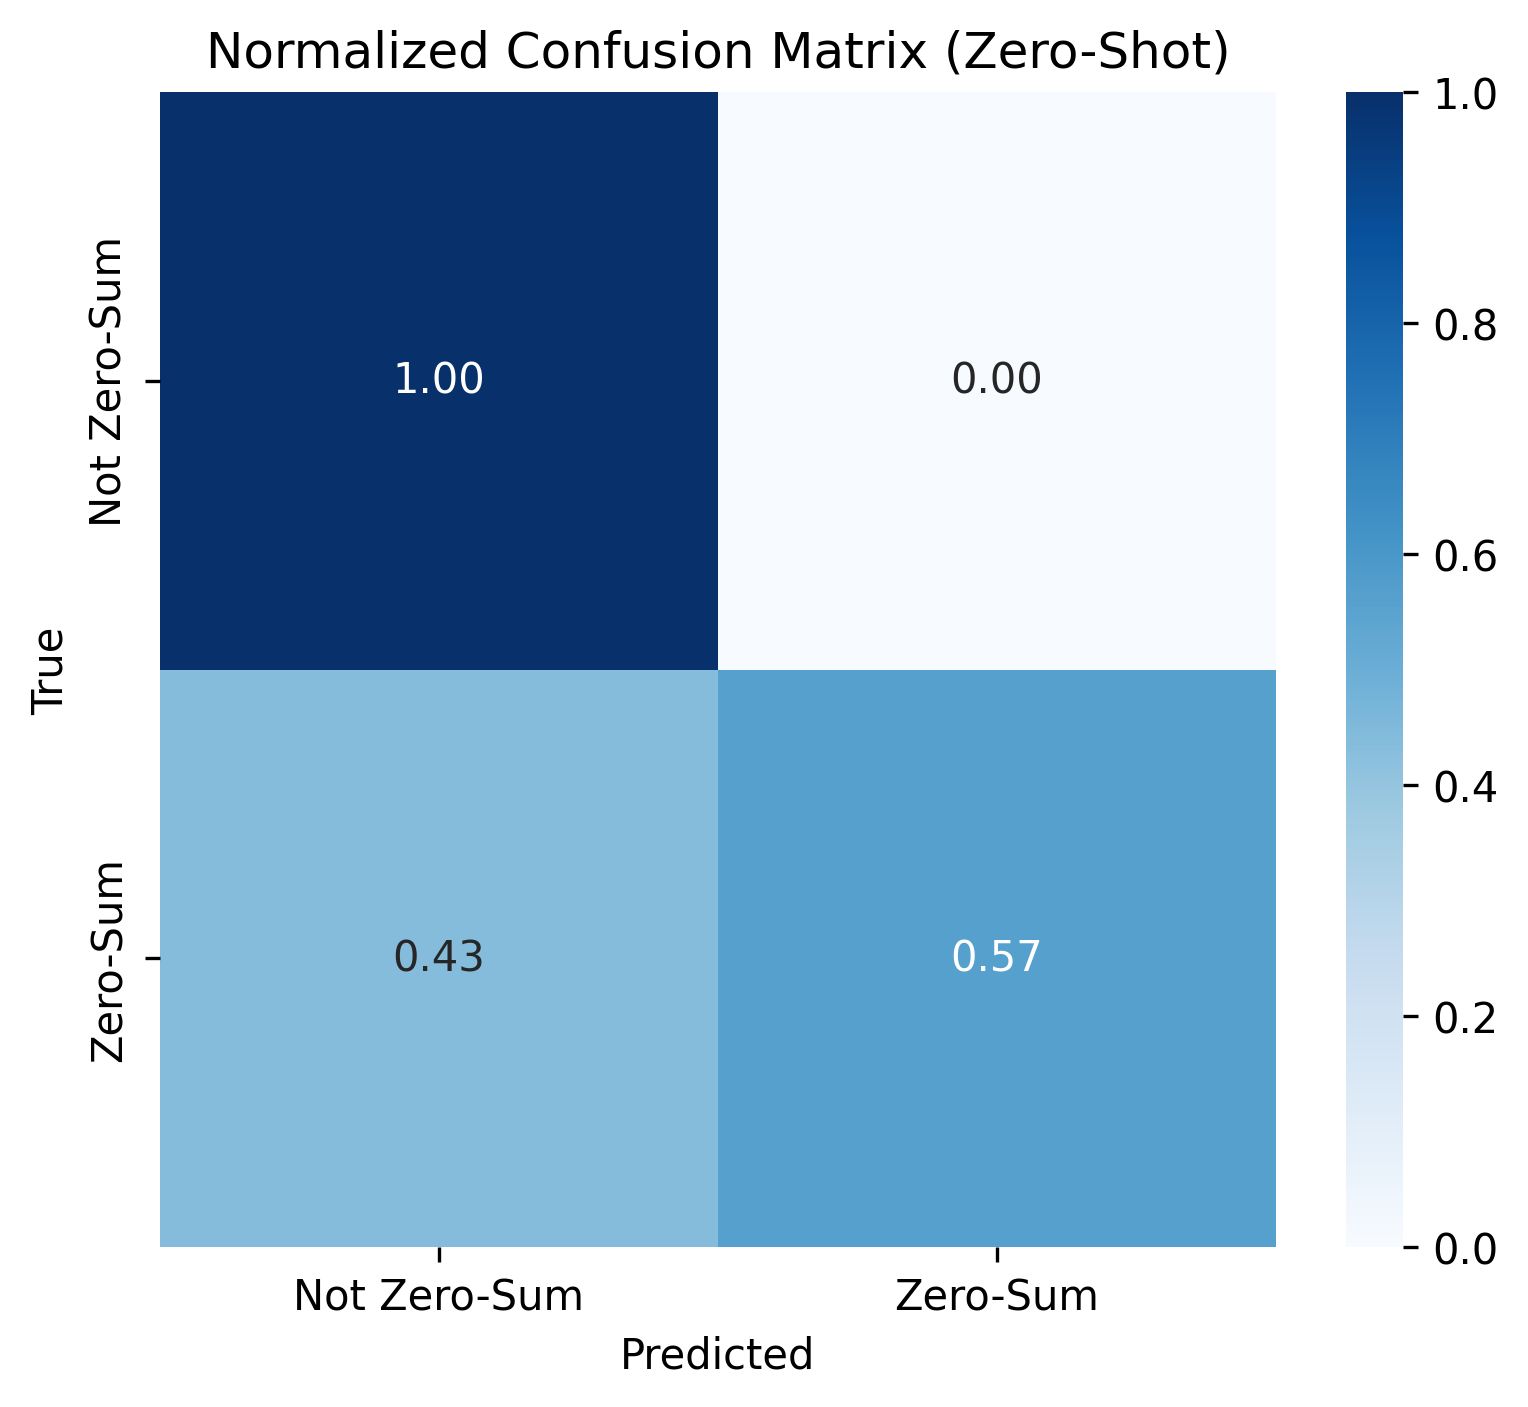 Normalized Confusion Matrix (Zero-Shot)
True
Not Zero-Sum
Zero-Sum
1.00
0.00
0.43
0.57
Not Zero-Sum
Zero-Sum
Predicted
1.0
0.8
0.6
0.4
0.2
0.0